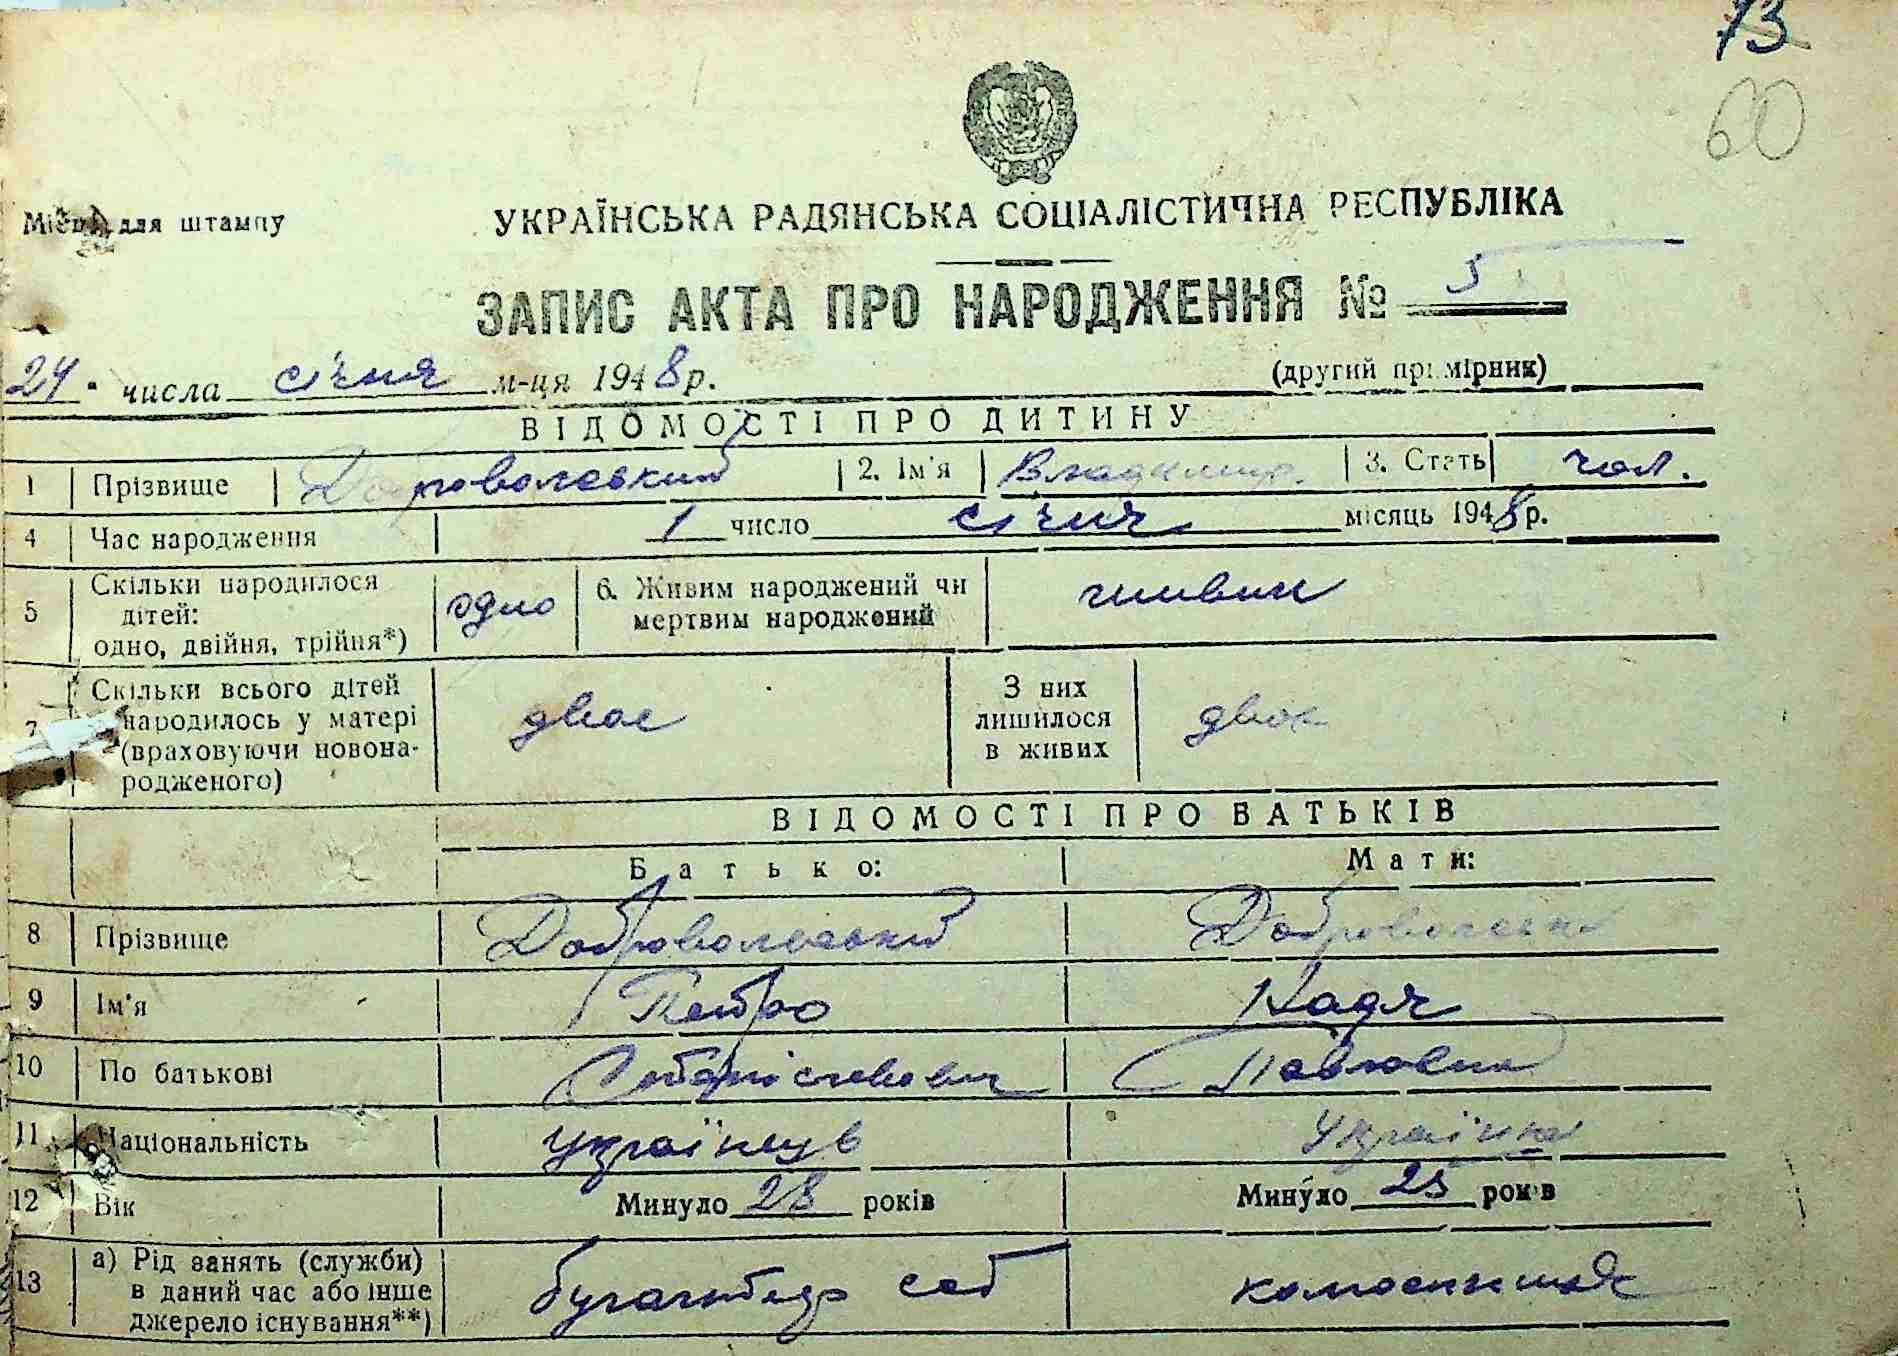 73
60
Місце для штампу
УКРАЇНСЬКА РАДЯНСЬКА СОЦІАЛІСТИЧНА РЕСПУБЛІКА
ЗАПИС АКТА ПРО НАРОДЖЕННЯ № 5
24 числа січня м-ця 1948 р. (другий примірник)
ВІДОМОСТІ ПРО ДИТИНУ
1 Прізвище Добровольський 2. Ім'я Владимир 3. Стать чол.
4 Час народження 1 число січня місяць 1948 р.
5 Скільки народилося дітей: одно, двійня, трійня*) одно 6. Живим народжений чи мертвим народжений живим
7 Скільки всього дітей народилось у матері (враховуючи новонародженого) двоє З них лишилося в живих двоє
ВІДОМОСТІ ПРО БАТЬКІВ
Батько: Мати:
8 Прізвище Добровольський Добровольська
9 Ім'я Петро Надя
10 По батькові Павловна
11 Національність українець українка
12 Вік Минуло 28 років Минуло 25 років
13 а) Рід занять (служби) в даний час або інше джерело існування**) бухгалтер